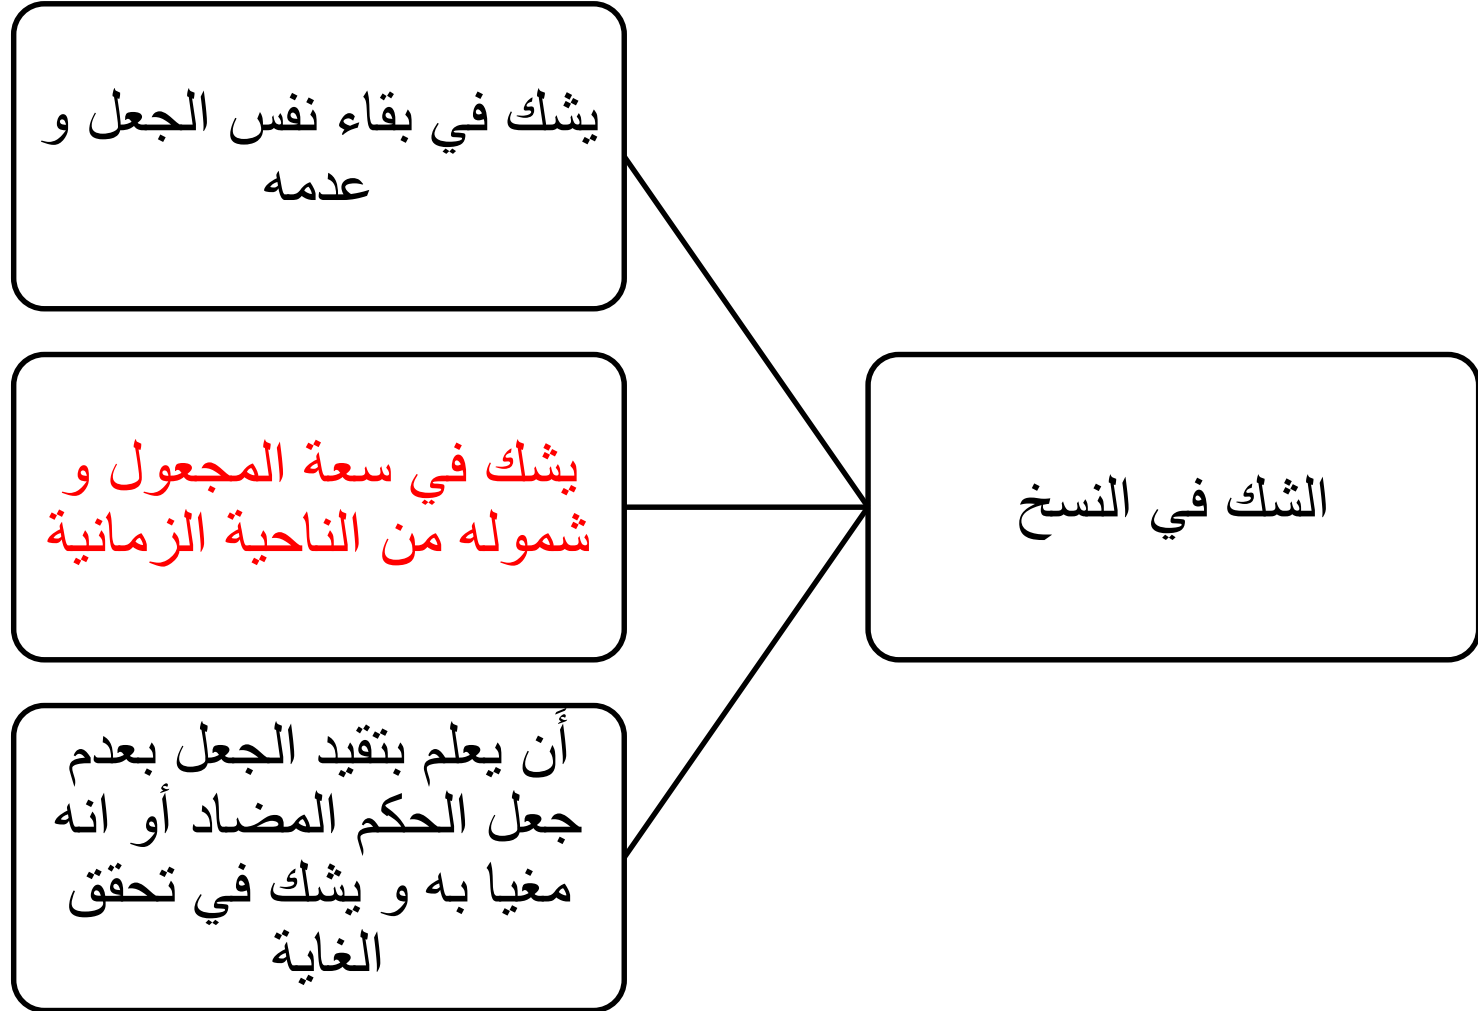 الشك في النسخ
يشك في بقاء نفس الجعل و
عدمه
يشك في سعة المجعول و
شموله من الناحية الزمانية
أَن يعلم بتقيد الجعل بعدم
جعل الحكم المضاد أو انه
مغيا به و يشك في تحقق
الغاية